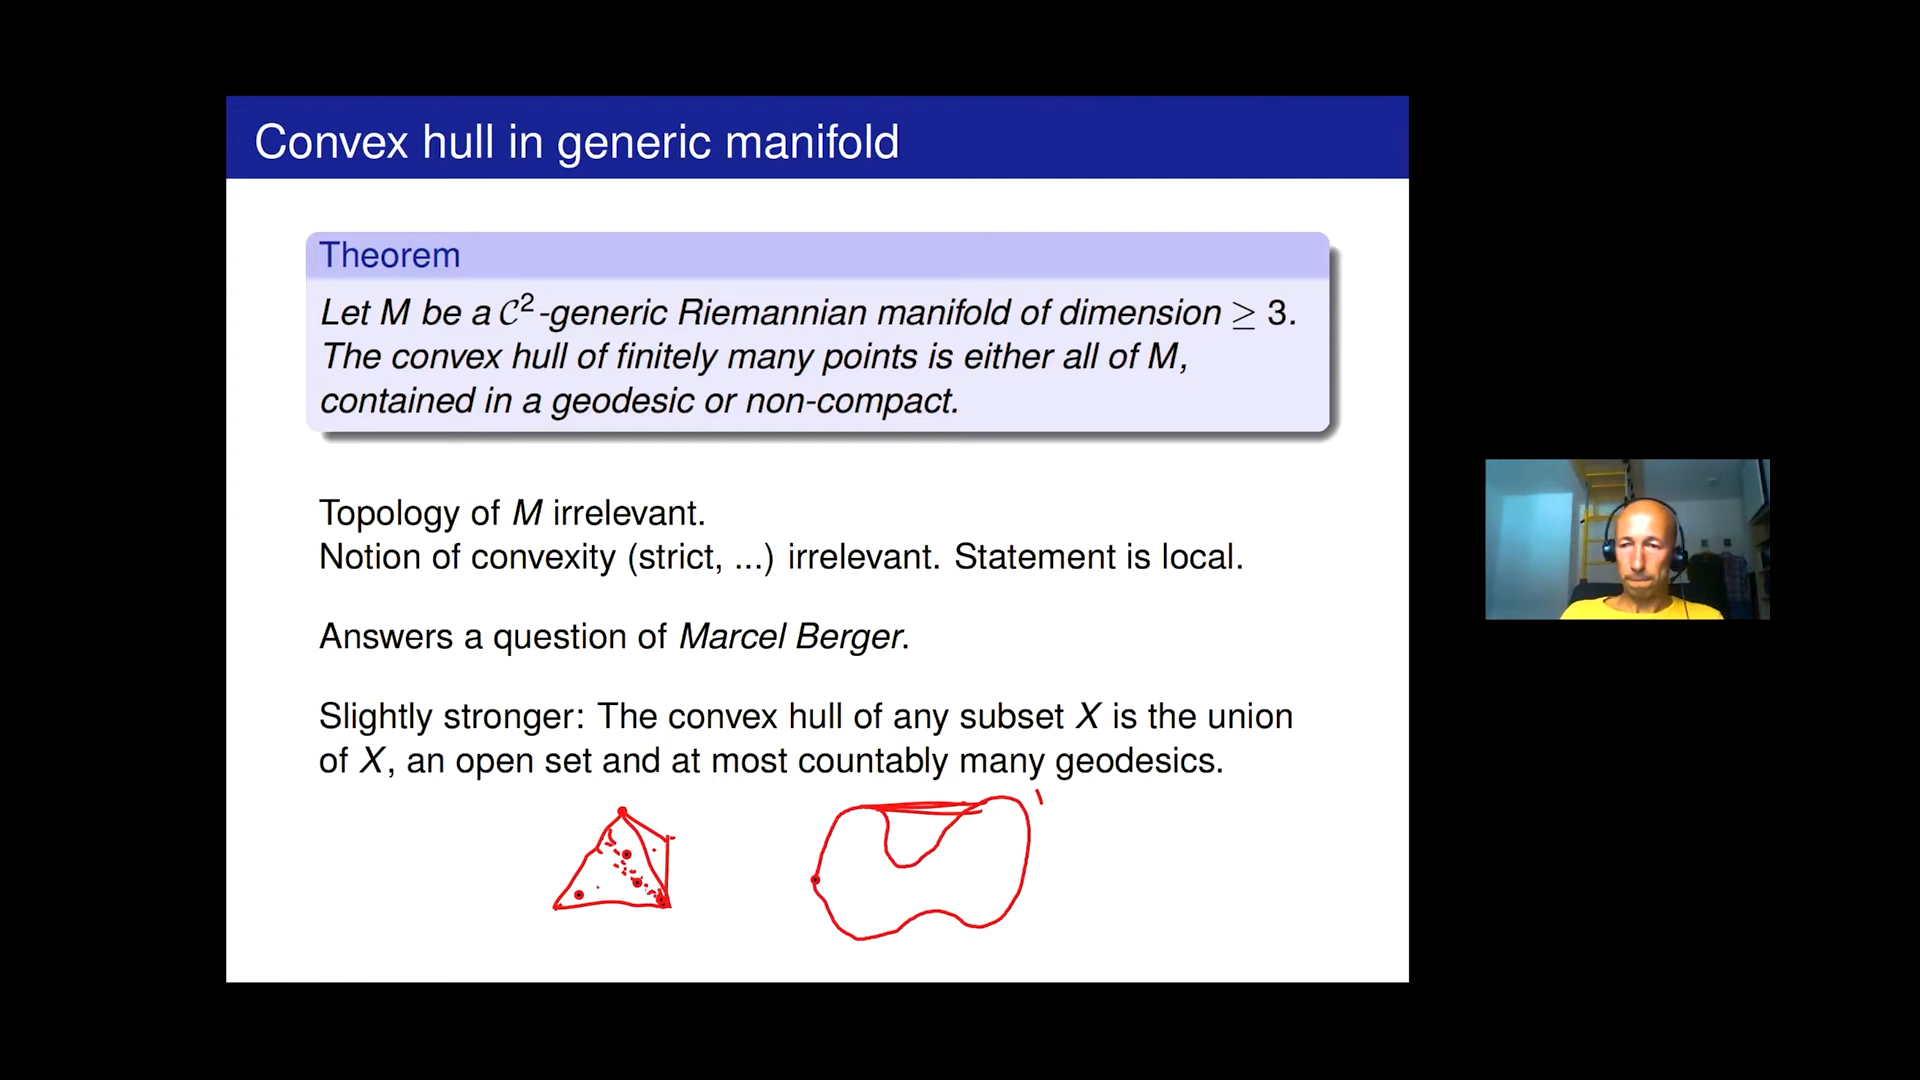 Convex hull in generic manifold
Theorem
Let M be a C²-generic Riemannian manifold of dimension ≥ 3.
The convex hull of finitely many points is either all of M,
contained in a geodesic or non-compact.
Topology of M irrelevant.
Notion of convexity (strict, ...) irrelevant. Statement is local.
Answers a question of Marcel Berger.
Slightly stronger: The convex hull of any subset X is the union
of X, an open set and at most countably many geodesics.